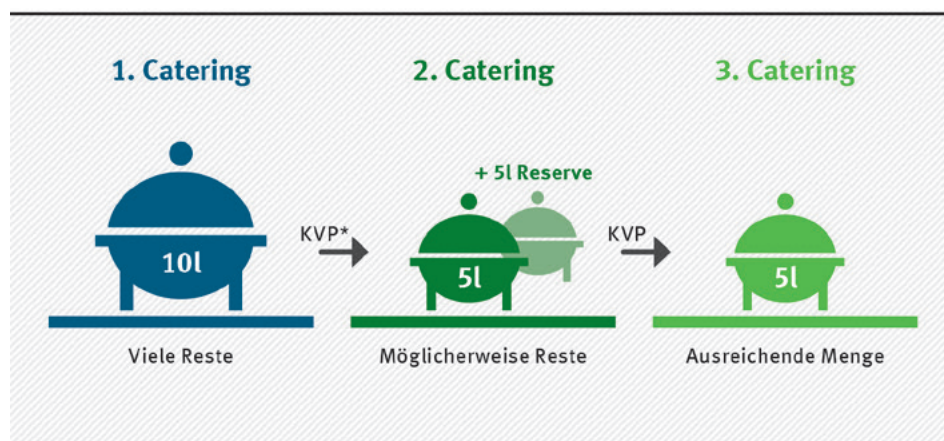 1. Catering
2. Catering
3. Catering
+ 5l Reserve
10l
KVP*
5l
KVP
5l
Viele Reste
Möglicherweise Reste
Ausreichende Menge